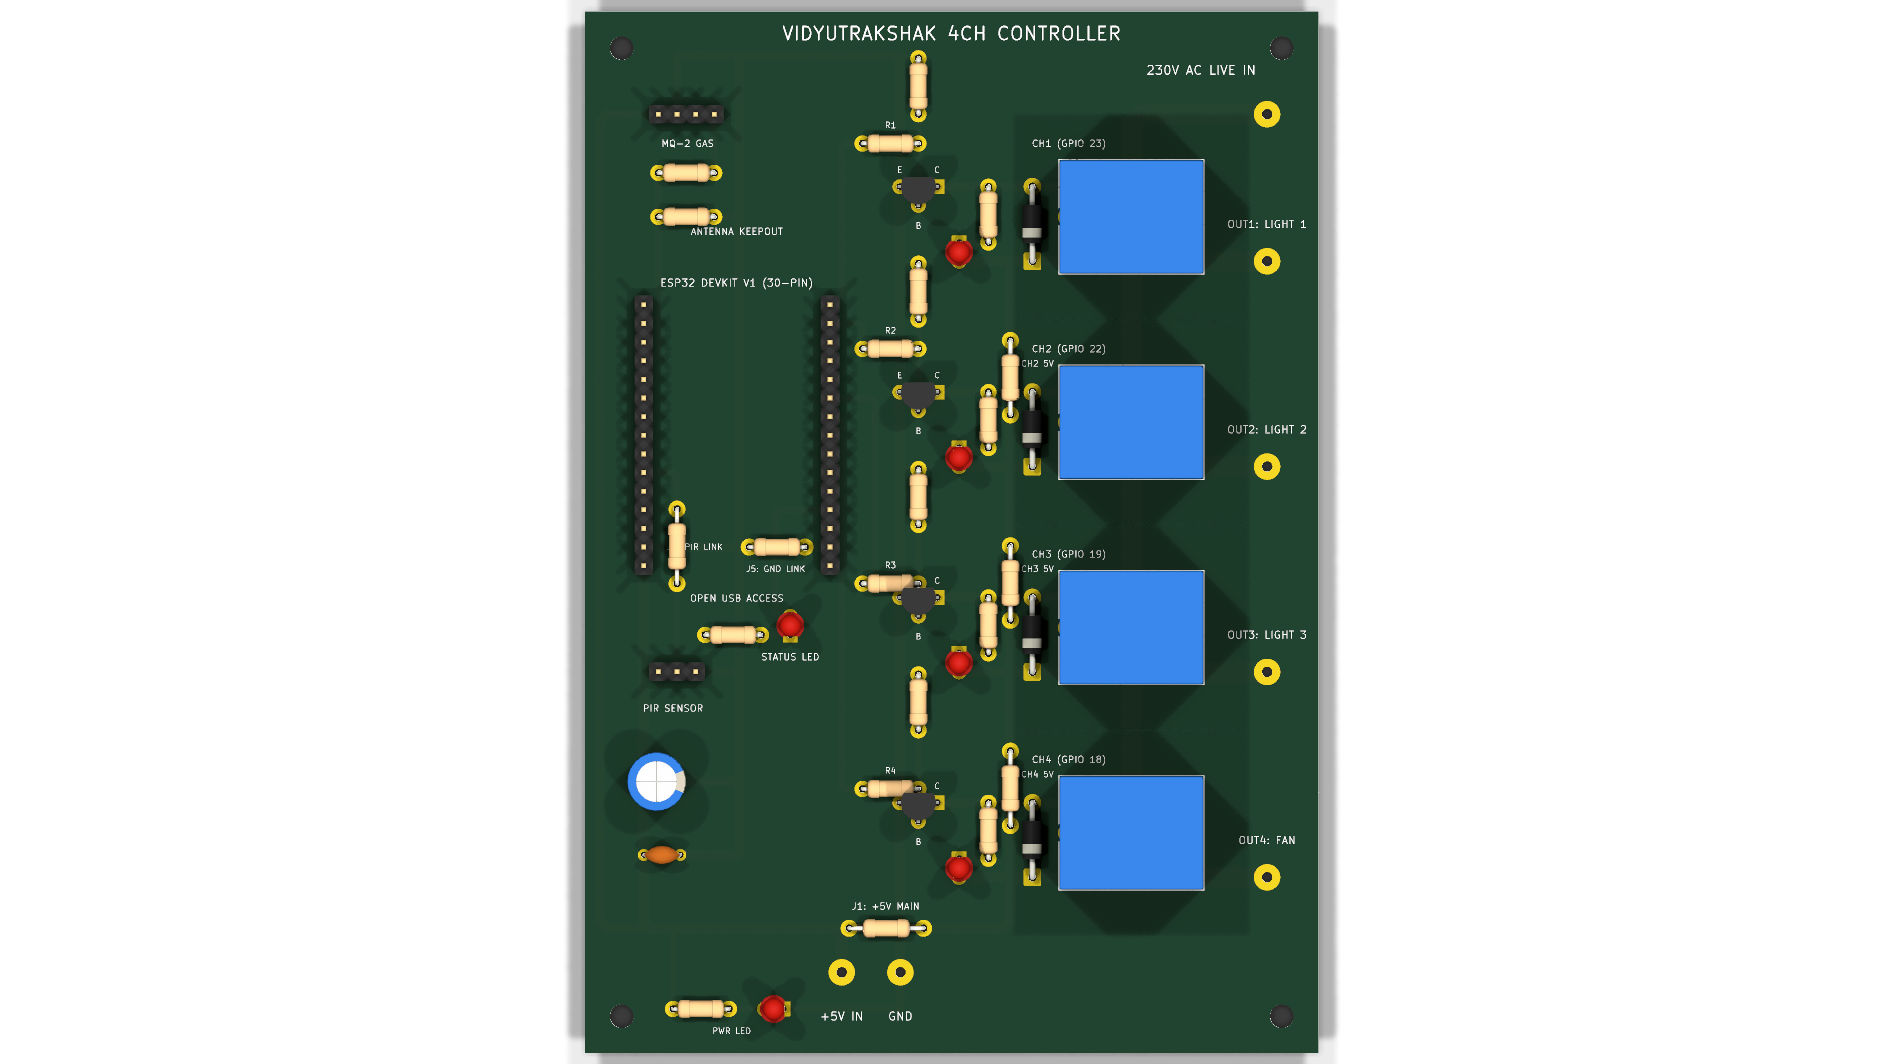 VIDYUTRAKSHAK 4CH CONTROLLER
230V AC LIVE IN
R1
MQ-2 GAS
CH1 (GPIO 23)
E C
B
OUT1: LIGHT 1
ANTENNA KEEPOUT
ESP32 DEVKIT V1 (30-PIN)
R2
CH2 (GPIO 22)
CH2 5V
E C
B
OUT2: LIGHT 2
PIR LINK
J5: GND LINK
R3
CH3 (GPIO 19)
CH3 5V
C
B
OUT3: LIGHT 3
OPEN USB ACCESS
STATUS LED
PIR SENSOR
R4
CH4 (GPIO 18)
CH4 5V
C
B
OUT4: FAN
J1: +5V MAIN
+5V IN GND
PWR LED